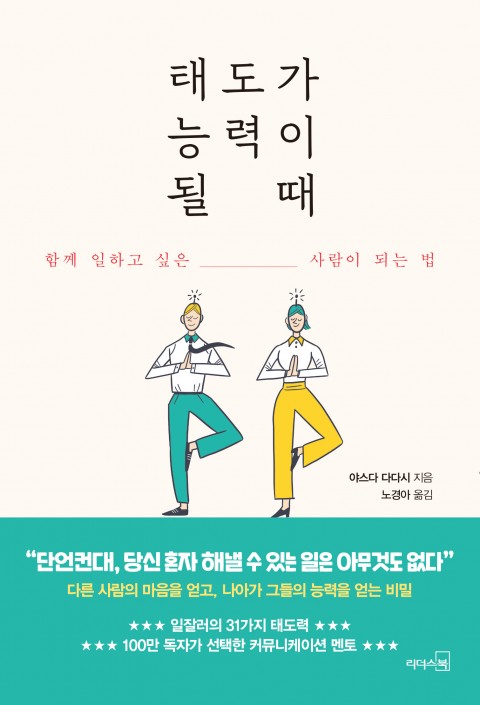 태도가
능력이
될 때
함께 일하고 싶은 __________ 사람이 되는 법
야스다 다다시 지음
노경아 옮김
“단언컨대, 당신 혼자 해낼 수 있는 일은 아무것도 없다”
다른 사람의 마음을 얻고, 나아가 그들의 능력을 얻는 비밀
★★★ 일잘러의 31가지 태도력 ★★★
★★★ 100만 독자가 선택한 커뮤니케이션 멘토 ★★★
리더스북